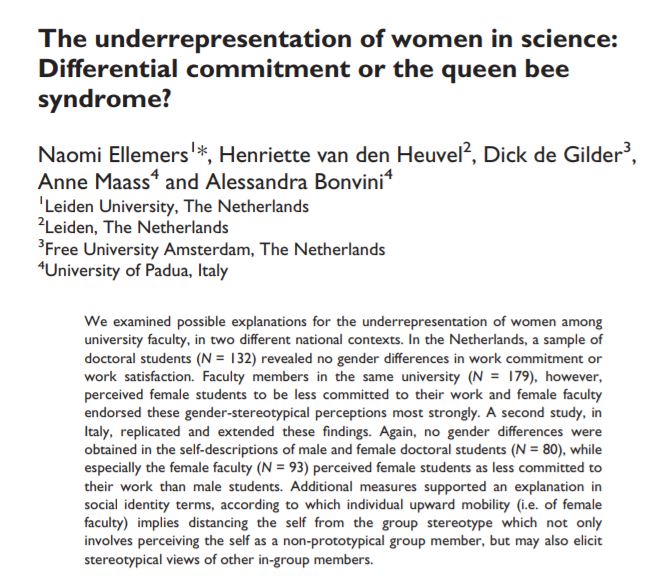 The underrepresentation of women in science:
Differential commitment or the queen bee
syndrome?
Naomi Ellemers¹*, Henriette van den Heuvel², Dick de Gilder³,
Anne Maass⁴ and Alessandra Bonvini⁴
¹Leiden University, The Netherlands
²Leiden, The Netherlands
³Free University Amsterdam, The Netherlands
⁴University of Padua, Italy
We examined possible explanations for the underrepresentation of women among
university faculty, in two different national contexts. In the Netherlands, a sample of
doctoral students (N = 132) revealed no gender differences in work commitment or
work satisfaction. Faculty members in the same university (N = 179), however,
perceived female students to be less committed to their work and female faculty
endorsed these gender-stereotypical perceptions most strongly. A second study, in
Italy, replicated and extended these findings. Again, no gender differences were
obtained in the self-descriptions of male and female doctoral students (N = 80), while
especially the female faculty (N = 93) perceived female students as less committed to
their work than male students. Additional measures supported an explanation in
social identity terms, according to which individual upward mobility (i.e. of female
faculty) implies distancing the self from the group stereotype which not only
involves perceiving the self as a non-prototypical group member, but may also elicit
stereotypical views of other in-group members.